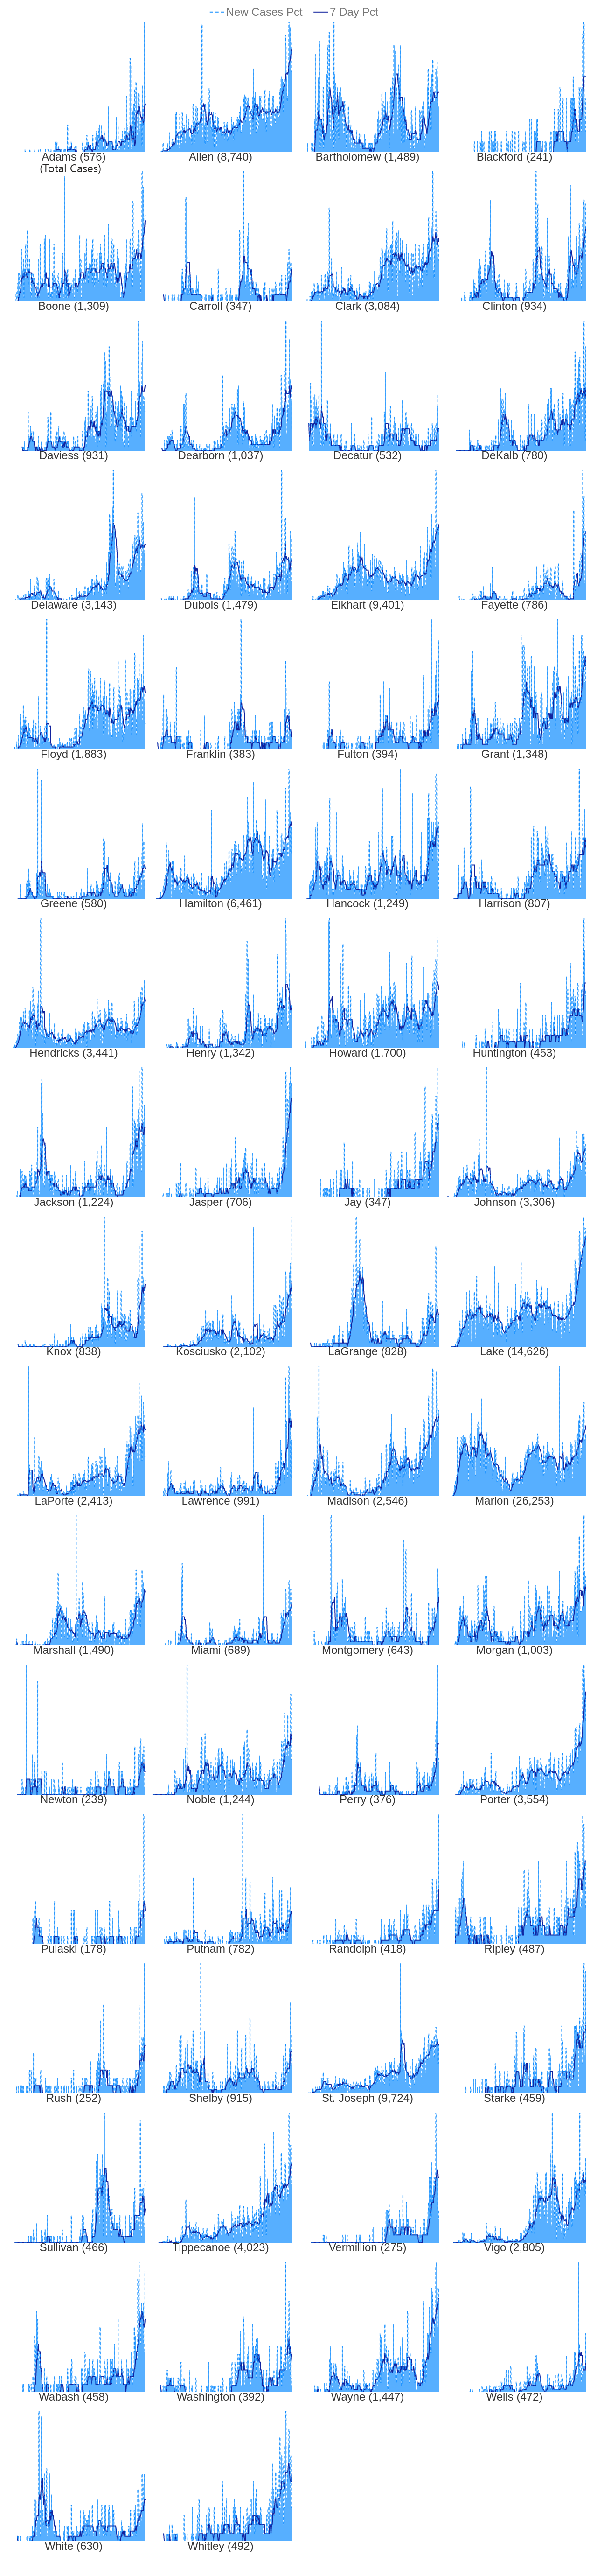 New Cases Pct 7 Day Pct
Adams (576) Allen (8,740) Bartholomew (1,489) Blackford (241)
(Total Cases)
Boone (1,309) Carroll (347) Clark (3,084) Clinton (934)
Daviess (931) Dearborn (1,037) Decatur (532) DeKalb (780)
Delaware (3,143) Dubois (1,479) Elkhart (9,401) Fayette (786)
Floyd (1,883) Franklin (383) Fulton (394) Grant (1,348)
Greene (580) Hamilton (6,461) Hancock (1,249) Harrison (807)
Hendricks (3,441) Henry (1,342) Howard (1,700) Huntington (453)
Jackson (1,224) Jasper (706) Jay (347) Johnson (3,306)
Knox (838) Kosciusko (2,102) LaGrange (828) Lake (14,626)
LaPorte (2,413) Lawrence (991) Madison (2,546) Marion (26,253)
Marshall (1,490) Miami (689) Montgomery (643) Morgan (1,003)
Newton (239) Noble (1,244) Perry (376) Porter (3,554)
Pulaski (178) Putnam (782) Randolph (418) Ripley (487)
Rush (252) Shelby (915) St. Joseph (9,724) Starke (459)
Sullivan (466) Tippecanoe (4,023) Vermillion (275) Vigo (2,805)
Wabash (458) Washington (392) Wayne (1,447) Wells (472)
White (630) Whitley (492)